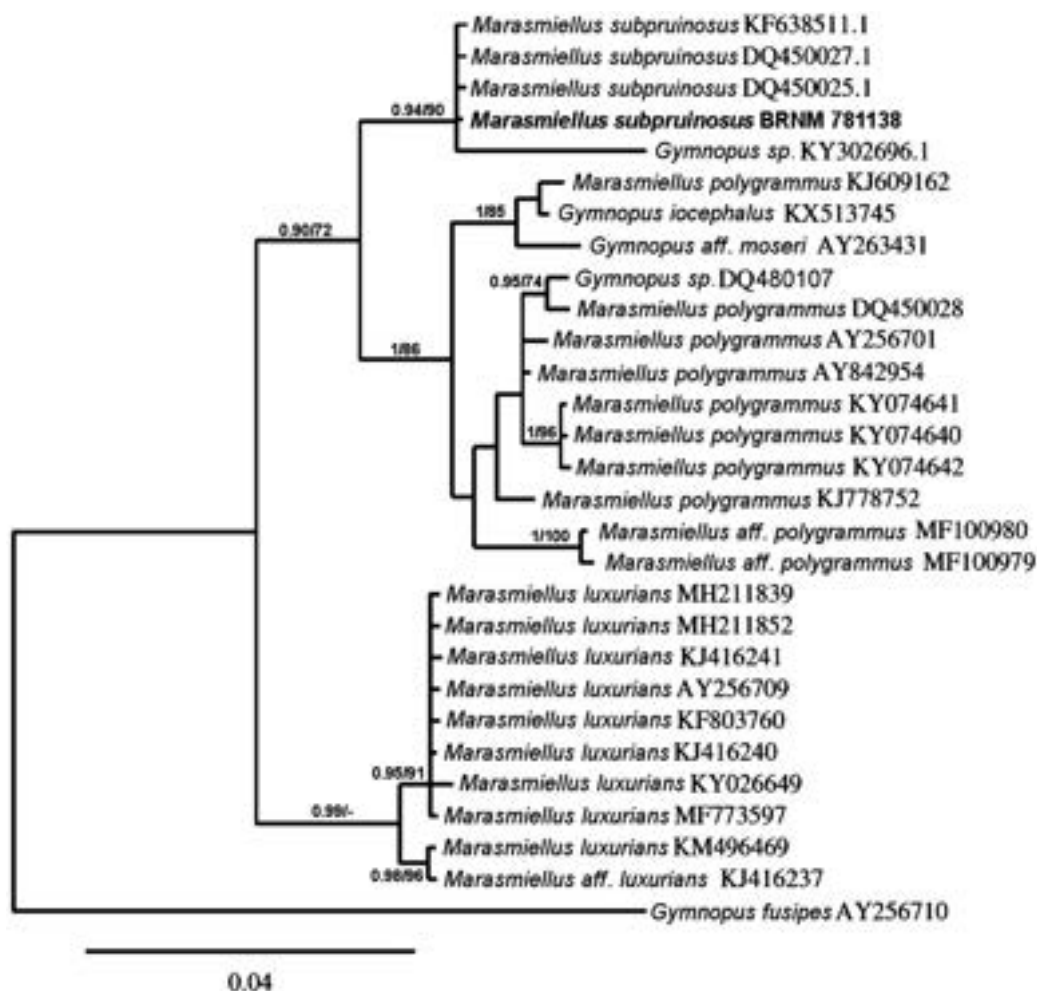 Marasmiellus subpruinosus KF638511.1
Marasmiellus subpruinosus DQ450027.1
Marasmiellus subpruinosus DQ450025.1
0.94/90
Marasmiellus subpruinosus BRNM 781138
Gymnopus sp. KY302696.1
Marasmiellus polygrammus KJ609162
1/85
Gymnopus iocephalus KX513745
0.90/72
Gymnopus aff. moseri AY263431
0.95/74
Gymnopus sp. DQ480107
Marasmiellus polygrammus DQ450028
Marasmiellus polygrammus AY256701
1/86
Marasmiellus polygrammus AY842954
Marasmiellus polygrammus KY074641
1/96
Marasmiellus polygrammus KY074640
Marasmiellus polygrammus KY074642
Marasmiellus polygrammus KJ778752
1/100
Marasmiellus aff. polygrammus MF100980
Marasmiellus aff. polygrammus MF100979
Marasmiellus luxurians MH211839
Marasmiellus luxurians MH211852
Marasmiellus luxurians KJ416241
Marasmiellus luxurians AY256709
Marasmiellus luxurians KF803760
Marasmiellus luxurians KJ416240
0.95/91
Marasmiellus luxurians KY026649
0.99/-
Marasmiellus luxurians MF773597
Marasmiellus luxurians KM496469
0.98/96
Marasmiellus aff. luxurians KJ416237
Gymnopus fusipes AY256710
0.04